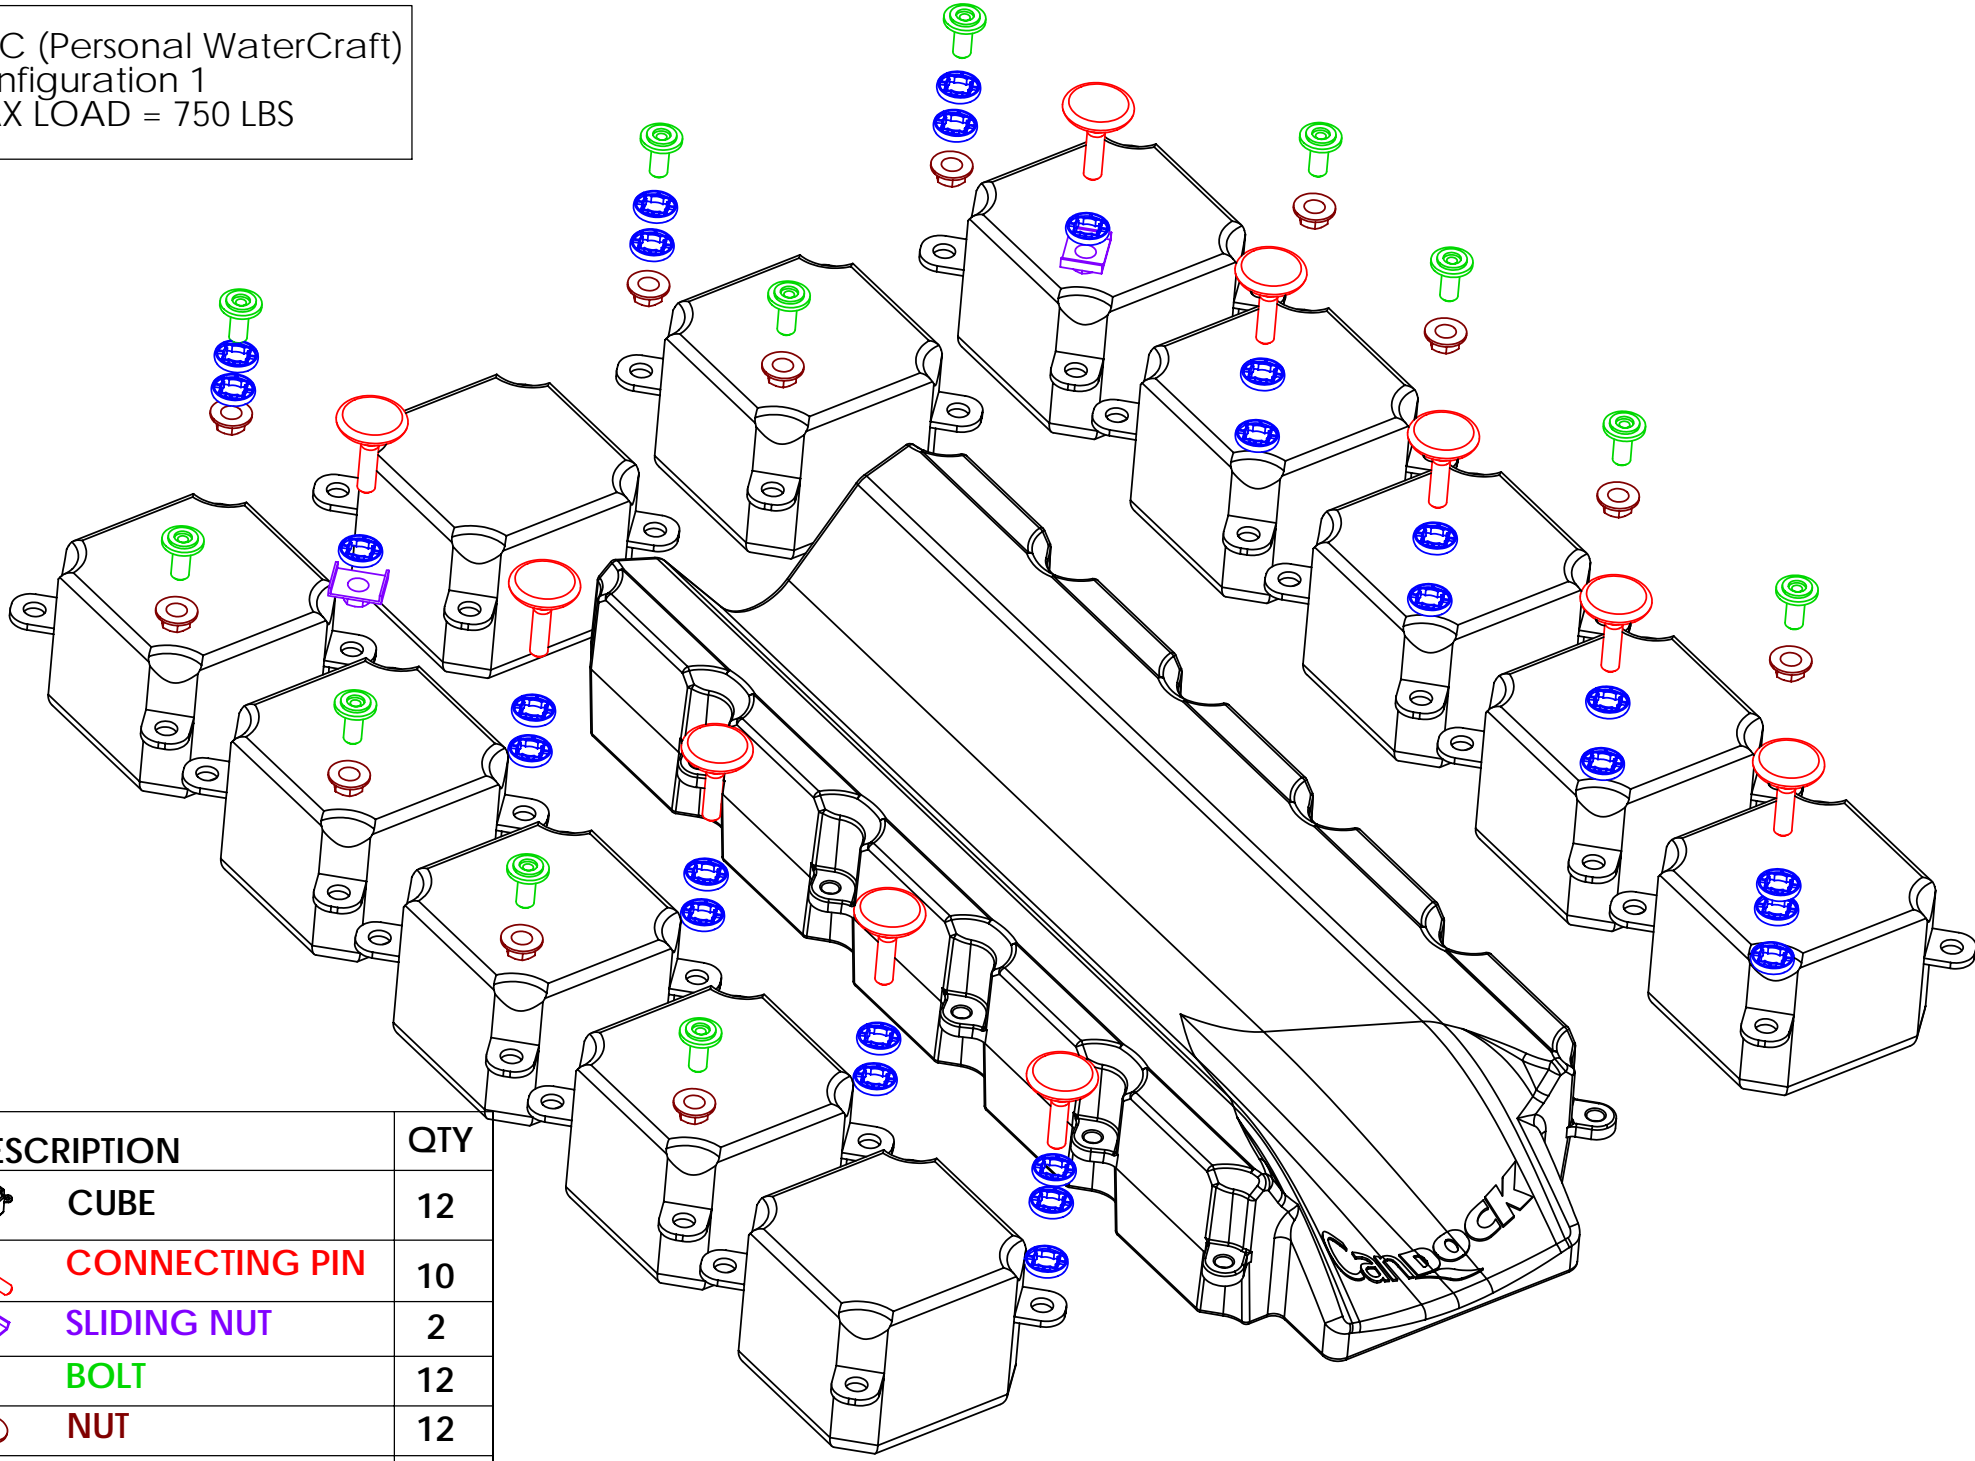 C (Personal WaterCraft)
nfiguration 1
X LOAD = 750 LBS
ESCRIPTION QTY
CUBE 12
CONNECTING PIN 10
SLIDING NUT 2
BOLT 12
NUT 12
CanDOCK